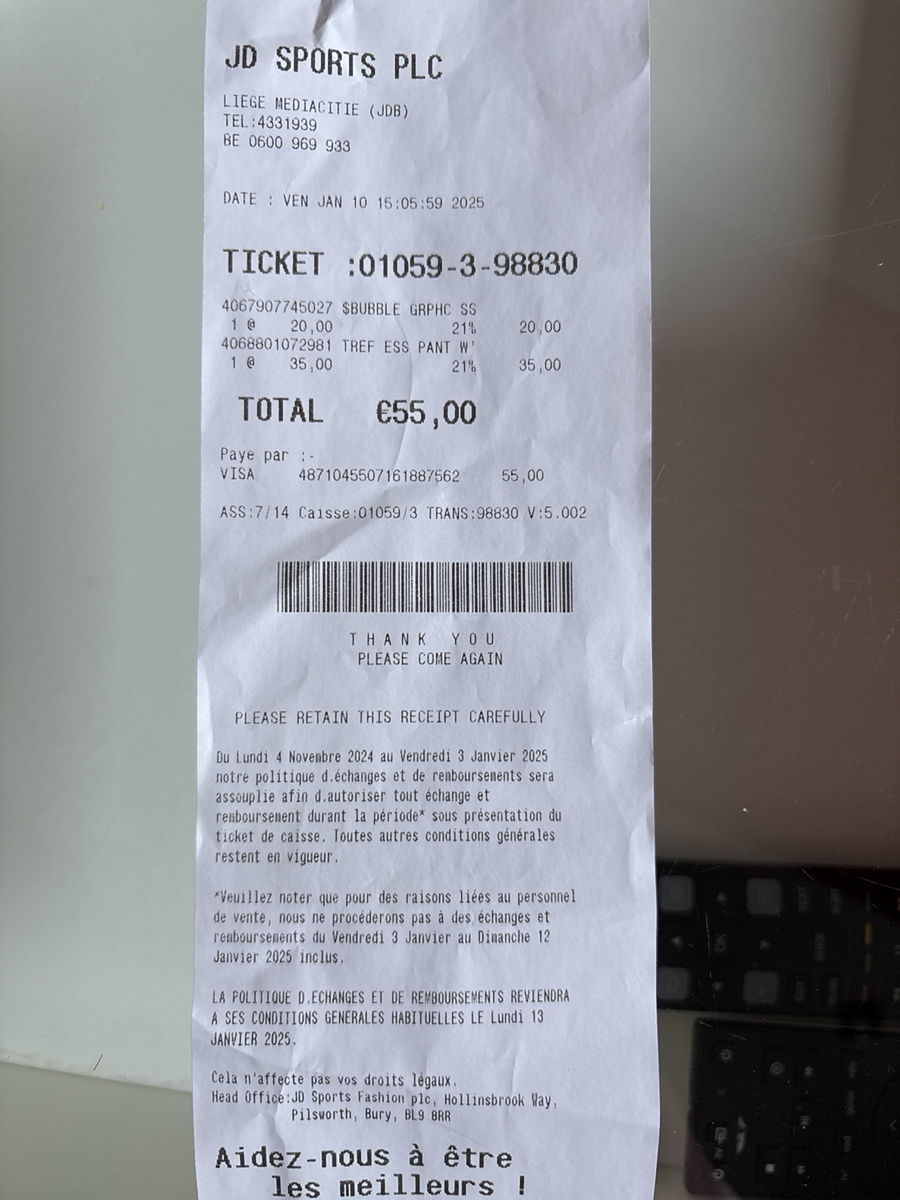 JD SPORTS PLC
LIEGE MEDIACITIE (JDB)
TEL:4331939
BE 0600 969 933
DATE : VEN JAN 10 15:05:59 2025
TICKET :01059-3-98830
4067907745027 $BUBBLE GRPHC SS
1 @ 20,00 21% 20,00
4068801072981 TREF ESS PANT W'
1 @ 35,00 21% 35,00
TOTAL €55,00
Paye par :-
VISA 4871045507161887562 55,00
ASS:7/14 Caisse:01059/3 TRANS:98830 V:5.002
THANK YOU
PLEASE COME AGAIN
PLEASE RETAIN THIS RECEIPT CAREFULLY
Du Lundi 4 Novembre 2024 au Vendredi 3 Janvier 2025
notre politique d.échanges et de remboursements sera
assouplie afin d.autoriser tout échange et
remboursement durant la période* sous présentation du
ticket de caisse. Toutes autres conditions générales
restent en vigueur.
*Veuillez noter que pour des raisons liées au personnel
de vente, nous ne procéderons pas à des échanges et
remboursements du Vendredi 3 Janvier au Dimanche 12
Janvier 2025 inclus.
LA POLITIQUE D.ECHANGES ET DE REMBOURSEMENTS REVIENDRA
A SES CONDITIONS GENERALES HABITUELLES LE Lundi 13
JANVIER 2025.
Cela n'affecte pas vos droits légaux.
Head Office:JD Sports Fashion plc, Hollinsbrook Way,
Pilsworth, Bury, BL9 8RR
Aidez-nous à être
les meilleurs !